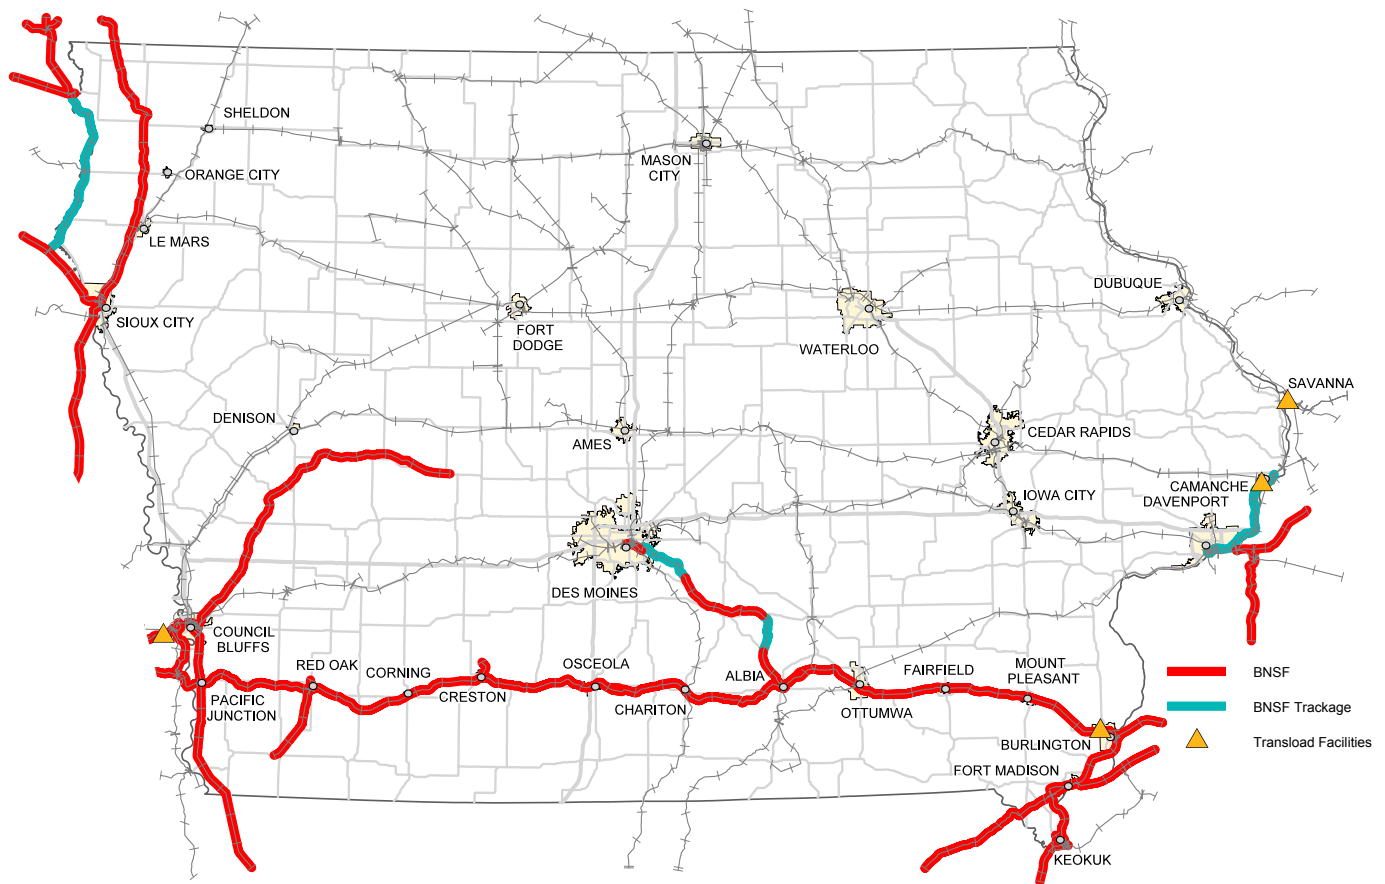 SHELDON
MASON
CITY
ORANGE CITY
LE MARS
DUBUQUE
SIOUX CITY
FORT
DODGE
WATERLOO
SAVANNA
DENISON
AMES
CEDAR RAPIDS
IOWA CITY
CAMANCHE
DAVENPORT
DES MOINES
COUNCIL
BLUFFS
RED OAK
CORNING
CRESTON
OSCEOLA
CHARITON
ALBIA
OTTUMWA
FAIRFIELD
MOUNT
PLEASANT
PACIFIC
JUNCTION
BURLINGTON
FORT MADISON
KEOKUK
BNSF
BNSF Trackage
Transload Facilities